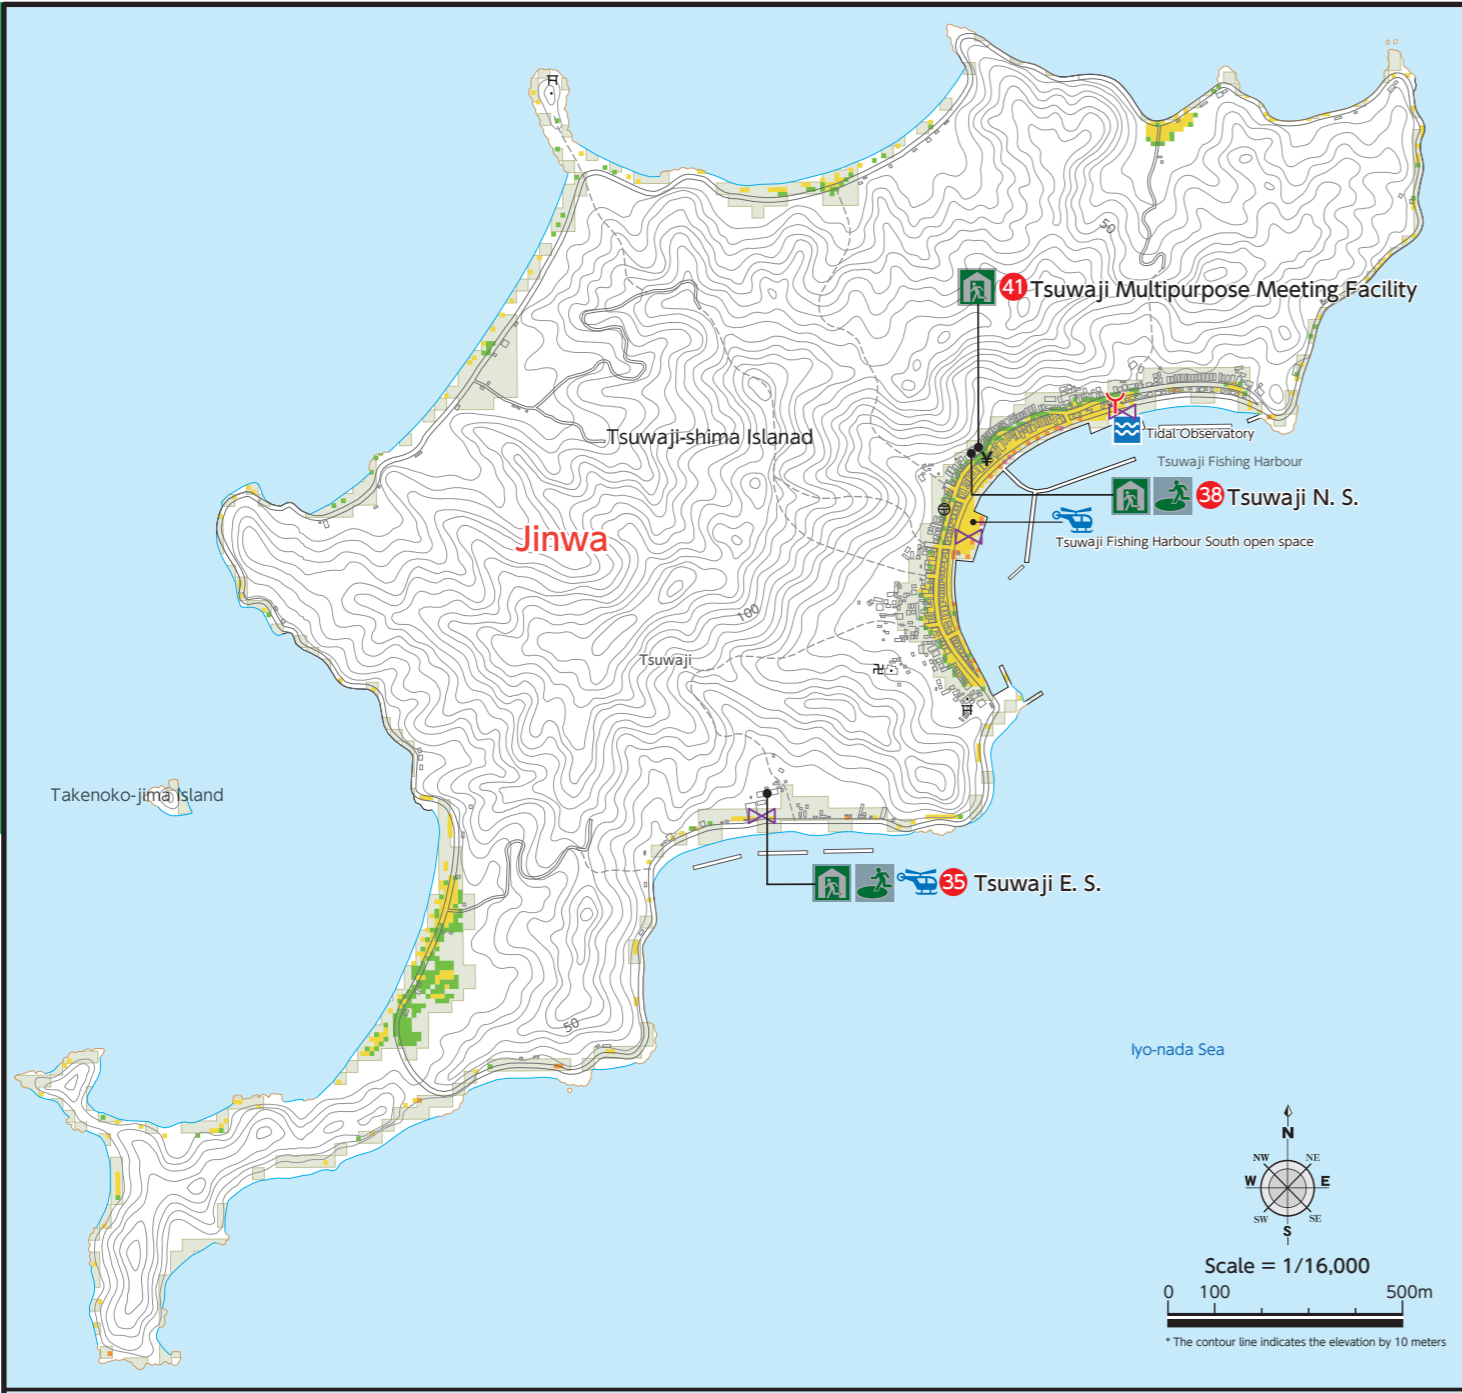 50
41 Tsuwaji Multipurpose Meeting Facility
Tsuwaji-shima Islanad
Tidal Observatory
¥
Tsuwaji Fishing Harbour
38 Tsuwaji N. S.
Jinwa
Tsuwaji Fishing Harbour South open space
100
Tsuwaji
卍
Takenoko-jima Island
35 Tsuwaji E. S.
50
Iyo-nada Sea
N
NW NE
W E
SW SE
S
Scale = 1/16,000
0 100 500m
* The contour line indicates the elevation by 10 meters